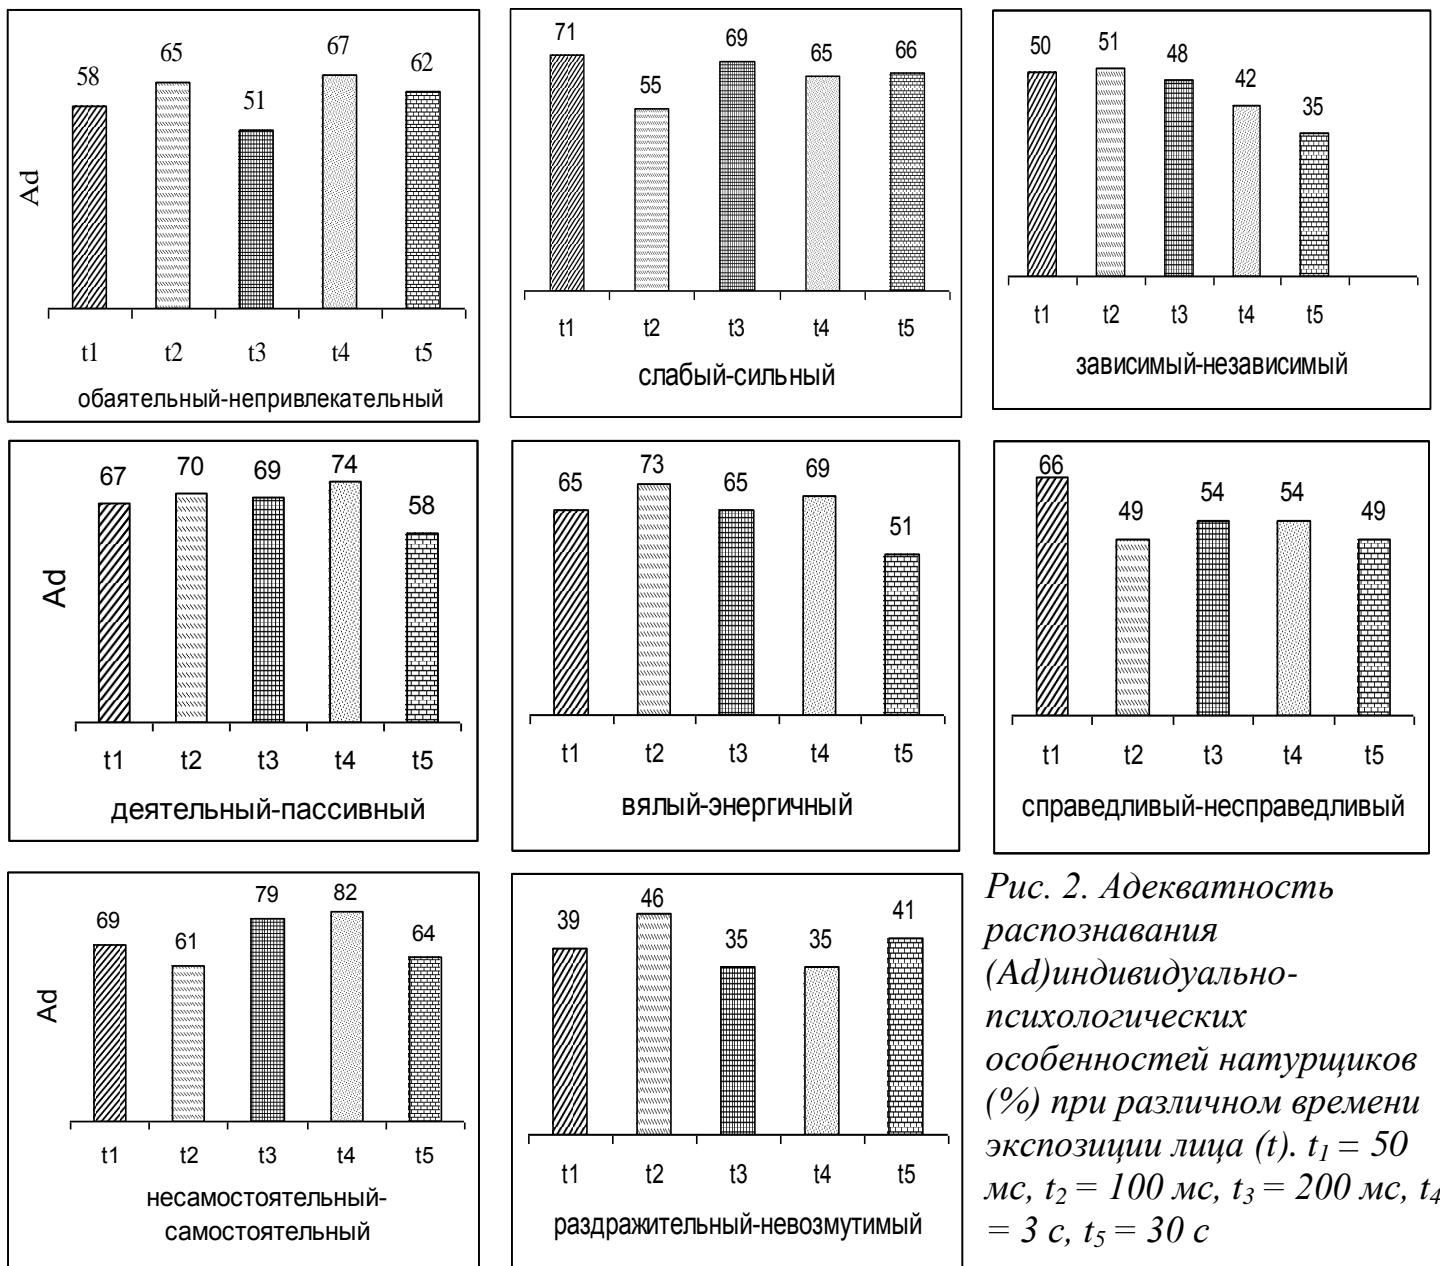 58
65
51
67
62
Ad
t1
t2
t3
t4
t5
обаятельный-непривлекательный
71
55
69
65
66
t1
t2
t3
t4
t5
слабый-сильный
50
51
48
42
35
t1
t2
t3
t4
t5
зависимый-независимый
67
70
69
74
58
Ad
t1
t2
t3
t4
t5
деятельный-пассивный
65
73
65
69
51
t1
t2
t3
t4
t5
вялый-энергичный
66
49
54
54
49
t1
t2
t3
t4
t5
справедливый-несправедливый
69
61
79
82
64
Ad
t1
t2
t3
t4
t5
несамостоятельный-
самостоятельный
39
46
35
35
41
t1
t2
t3
t4
t5
раздражительный-невозмутимый
Рис. 2. Адекватность
распознавания
(Ad)индивидуально-
психологических
особенностей натурщиков
(%) при различном времени
экспозиции лица (t). t1 = 50
мс, t2 = 100 мс, t3 = 200 мс, t4
= 3 с, t5 = 30 с